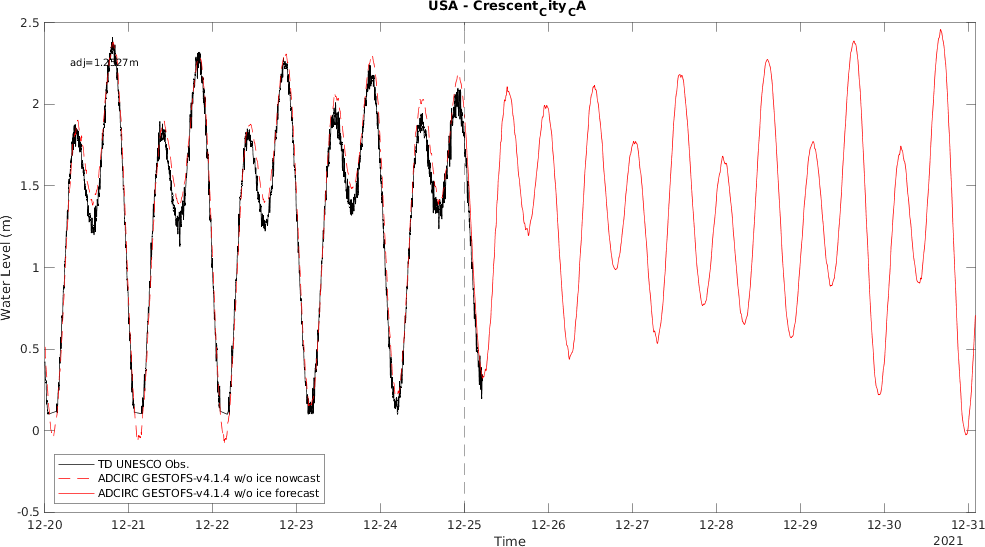 USA - CrescentCityCA
adj=1.2527m
2.5
2
1.5
1
0.5
0
-0.5
Water Level (m)
TD UNESCO Obs.
ADCIRC GESTOFS-v4.1.4 w/o ice nowcast
ADCIRC GESTOFS-v4.1.4 w/o ice forecast
12-20 12-21 12-22 12-23 12-24 12-25 12-26 12-27 12-28 12-29 12-30 12-31
Time
2021